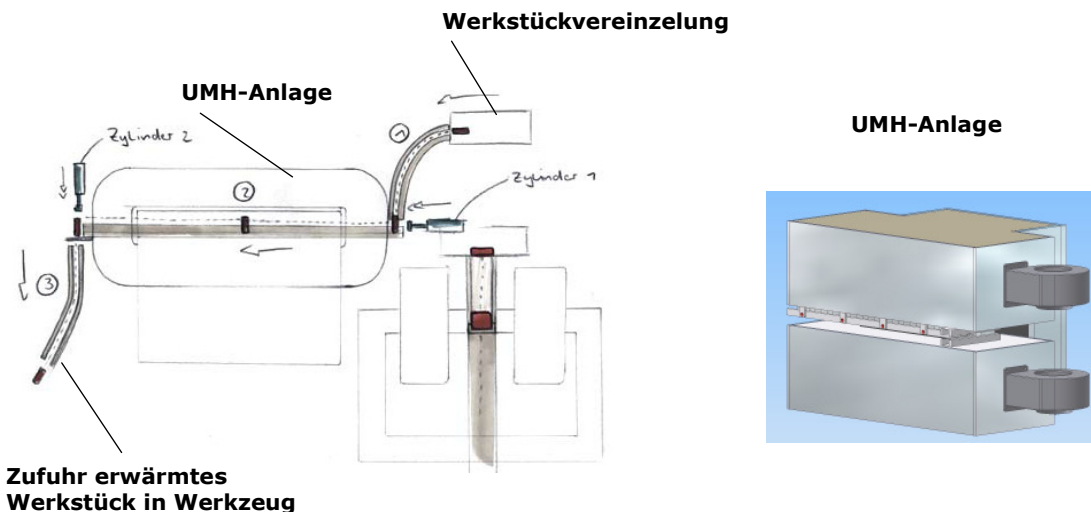 Werkstückvereinzelung
UMH-Anlage
UMH-Anlage
Zylinder 2
1
2
Zylinder 1
3
Zufuhr erwärmtes
Werkstück in Werkzeug